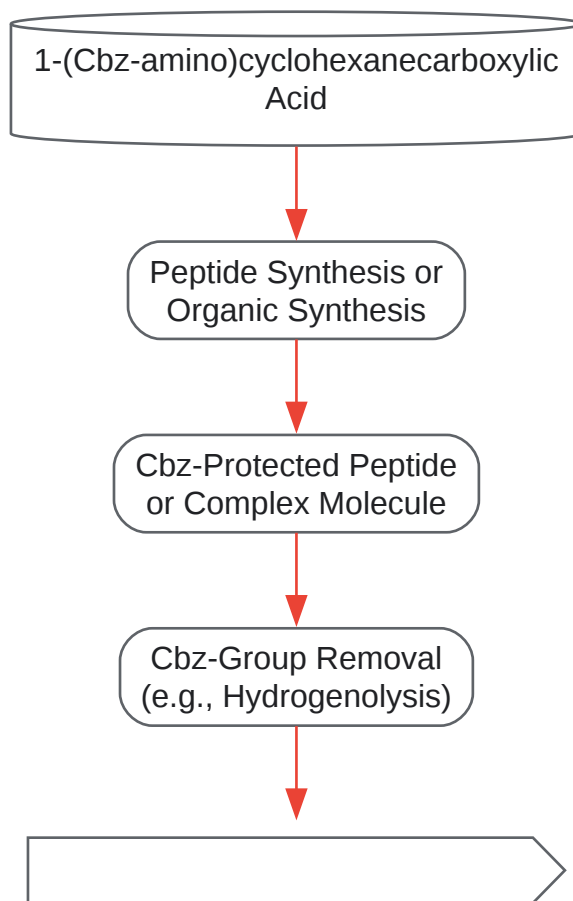 1-(Cbz-amino)cyclohexanecarboxylic
Acid
Peptide Synthesis or
Organic Synthesis
Cbz-Protected Peptide
or Complex Molecule
Cbz-Group Removal
(e.g., Hydrogenolysis)